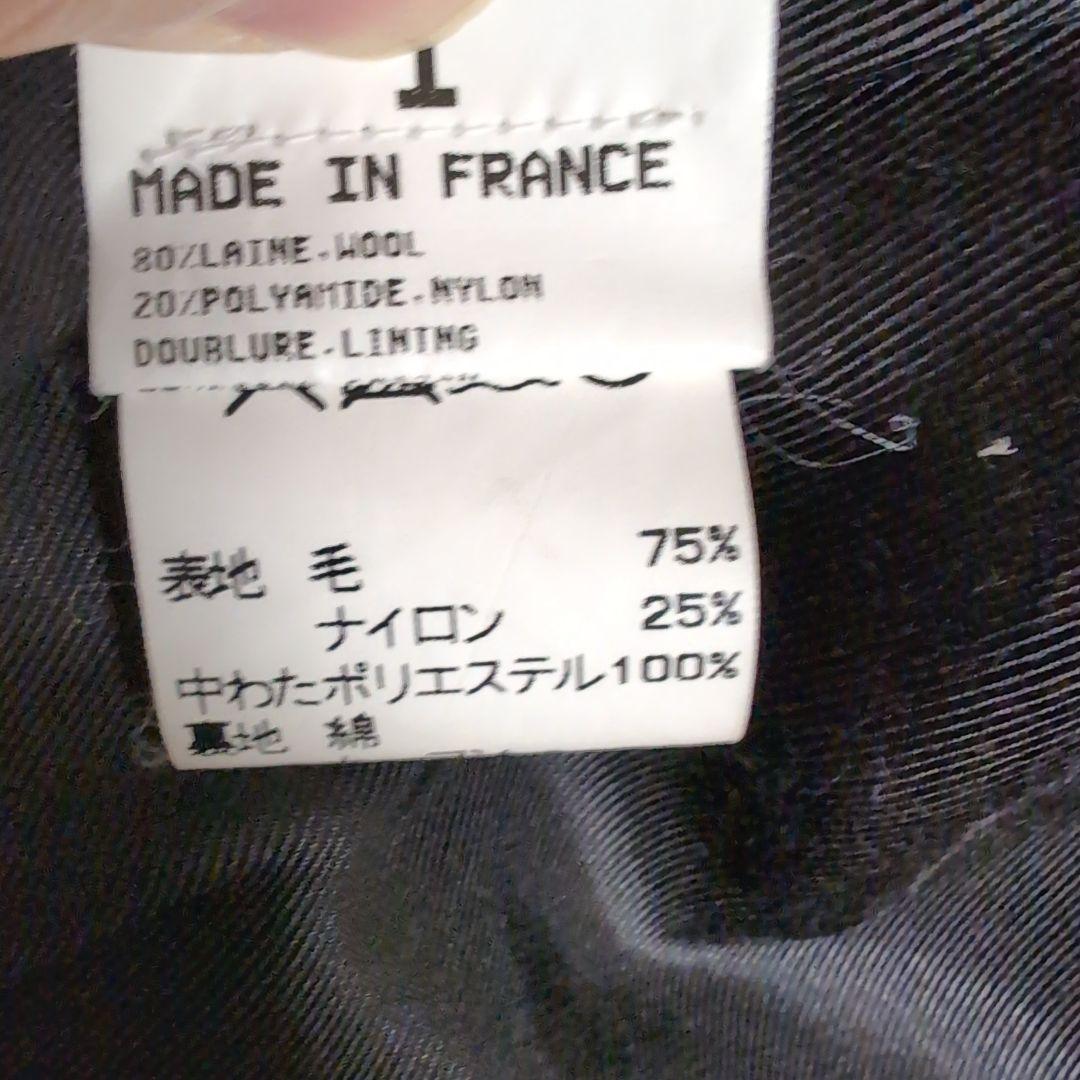 1
MADE IN FRANCE
80%LAINE.WOOL
20%POLYAMIDE.NYLON
DOUBLURE.LINING
表地 毛 75%
ナイロン 25%
中わたポリエステル100%
裏地 綿